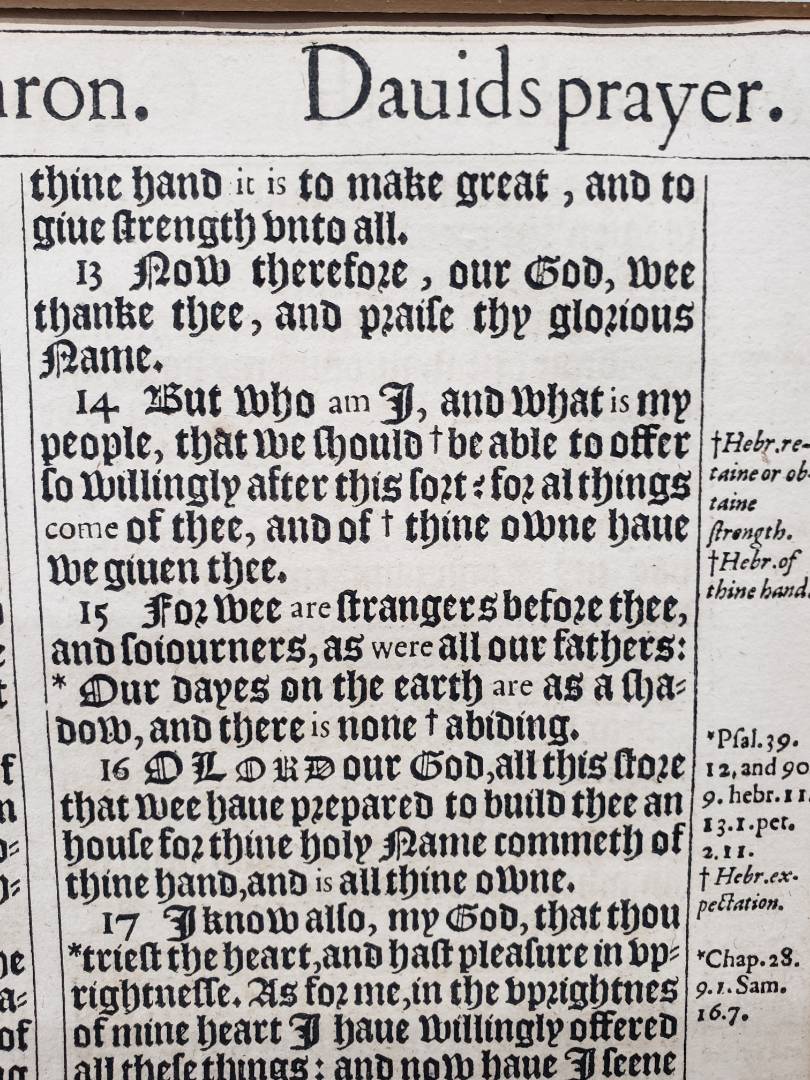 ron. Dauids prayer.
thine hand it is to make great , and to
giue ſtrength vnto all.
13 Now therefore , our God, wee
thanke thee, and praiſe thy glorious
Name.
14 But who am I, and what is my
people, that we ſhould † be able to offer
ſo willingly after this ſort: for al things
come of thee, and of † thine owne haue
we giuen thee.
15 For wee are ſtrangers before thee,
and ſoiourners, as were all our fathers:
* Our dayes on the earth are as a ſha-
dow, and there is none † abiding.
16 O LORD our God, all this ſtore
that wee haue prepared to build thee an
houſe for thine holy Name commeth of
thine hand, and is all thine owne.
17 I know alſo, my God, that thou
*trieſt the heart, and haſt pleaſure in vp-
rightneſſe. As for me, in the vprightnes
of mine heart I haue willingly offered
all theſe things: and now haue I ſeene
†Hebr. re-
taine or ob-
taine
ſtrength.
†Hebr. of
thine hand.
*Pſal. 39.
12, and 90
9. hebr. 11.
13. 1. pet.
2. 11.
† Hebr. ex-
pectation.
*Chap. 28.
9. 1. Sam.
16. 7.